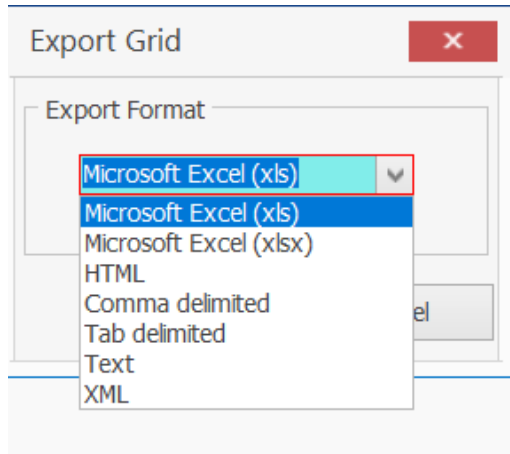 Export Grid
Export Format
Microsoft Excel (xls)
Microsoft Excel (xls)
Microsoft Excel (xlsx)
HTML
Comma delimited
Tab delimited
Text
XML
el